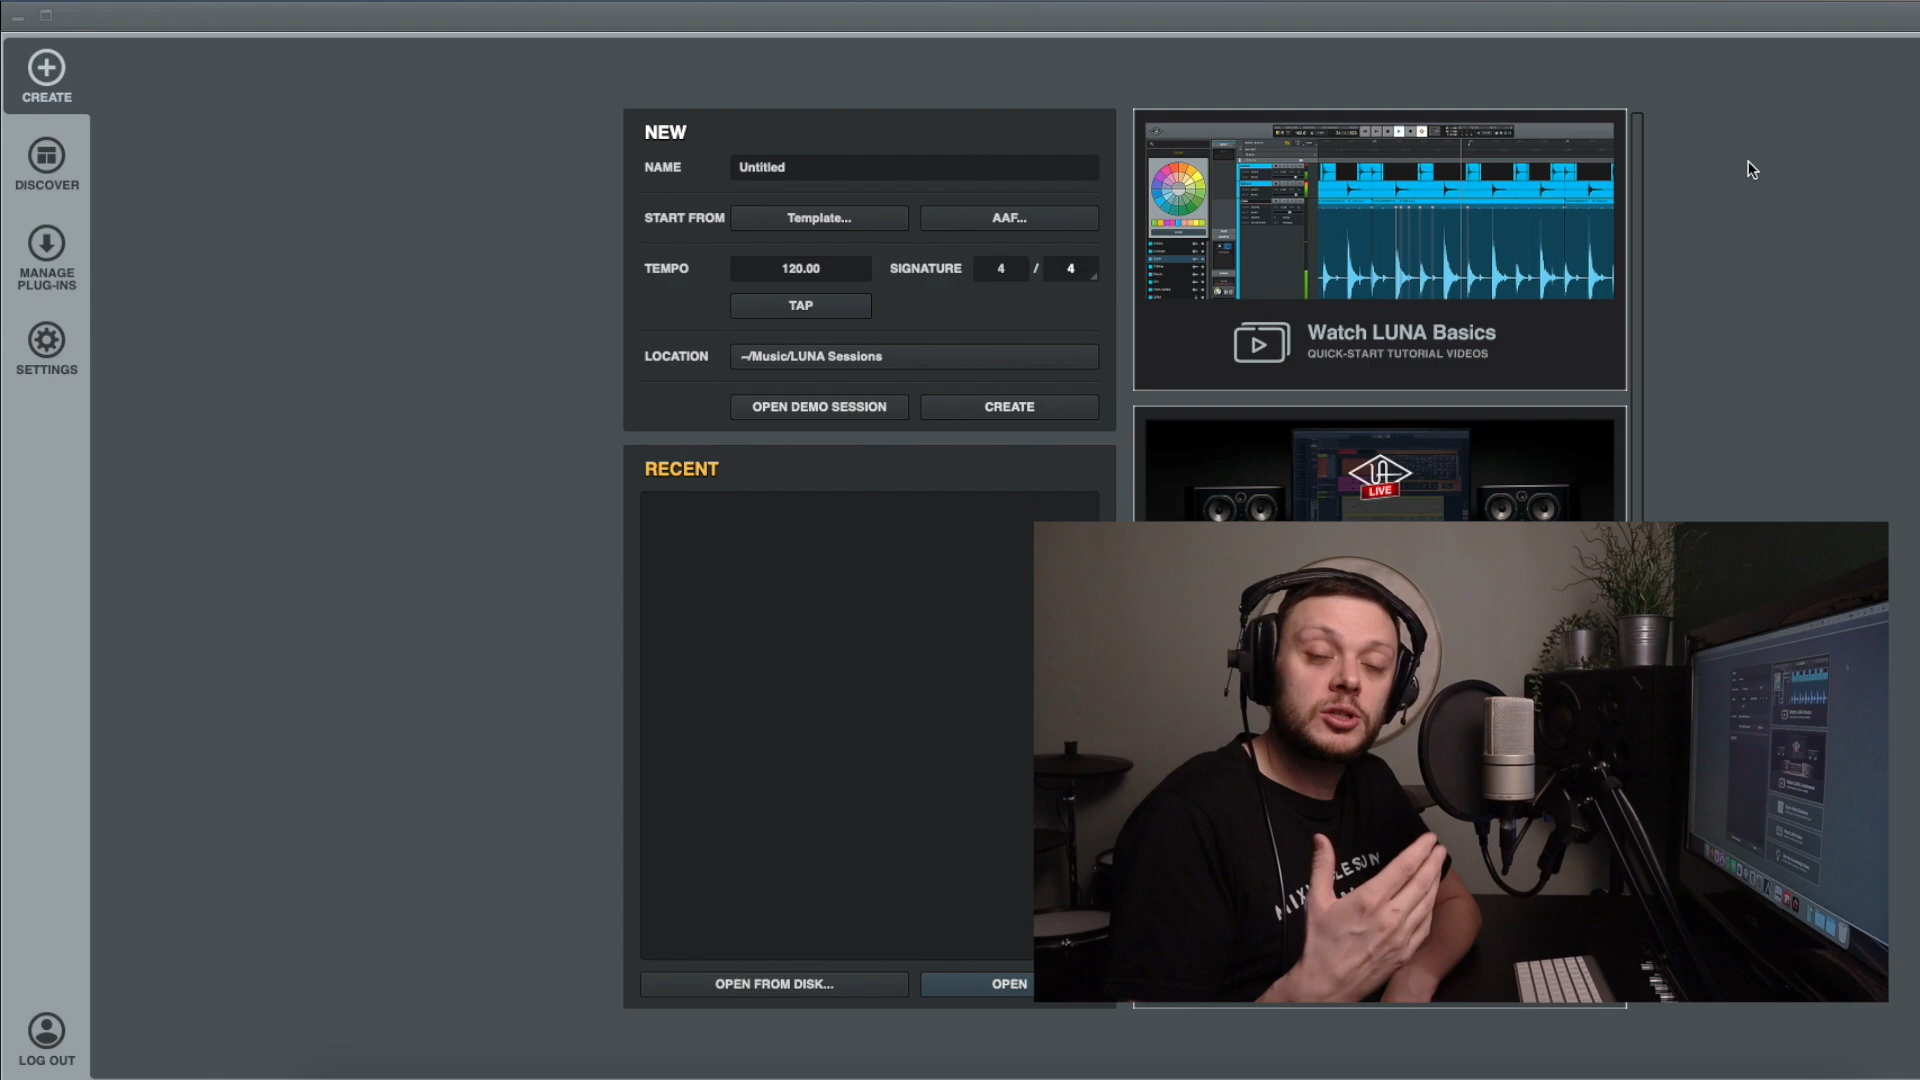 CREATE
DISCOVER
MANAGE
PLUG-INS
SETTINGS
LOG OUT
NEW
NAME
Untitled
START FROM
Template...
AAF...
TEMPO
120.00
SIGNATURE
4 / 4
TAP
LOCATION
~/Music/LUNA Sessions
OPEN DEMO SESSION
CREATE
RECENT
OPEN FROM DISK...
OPEN
Watch LUNA Basics
QUICK-START TUTORIAL VIDEOS
LIVE